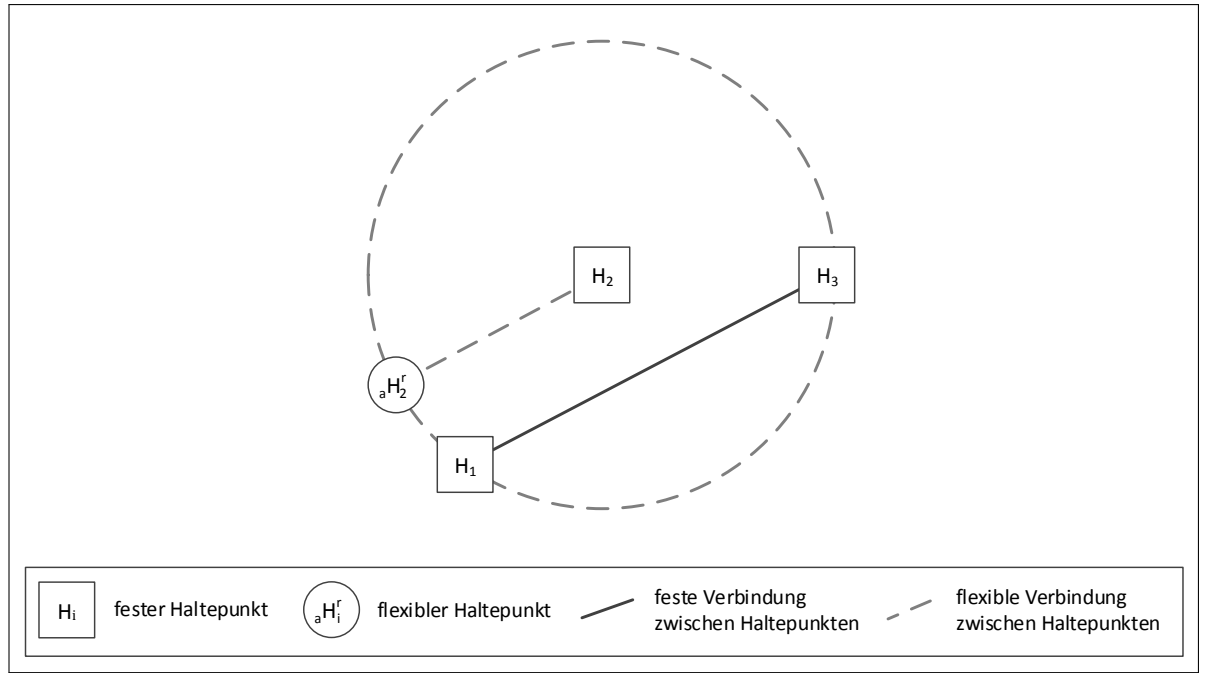 H₂
H₃
ₐH₂ʳ
H₁
Hᵢ
fester Haltepunkt
ₐHᵢʳ
flexibler Haltepunkt
feste Verbindung
zwischen Haltepunkten
flexible Verbindung
zwischen Haltepunkten